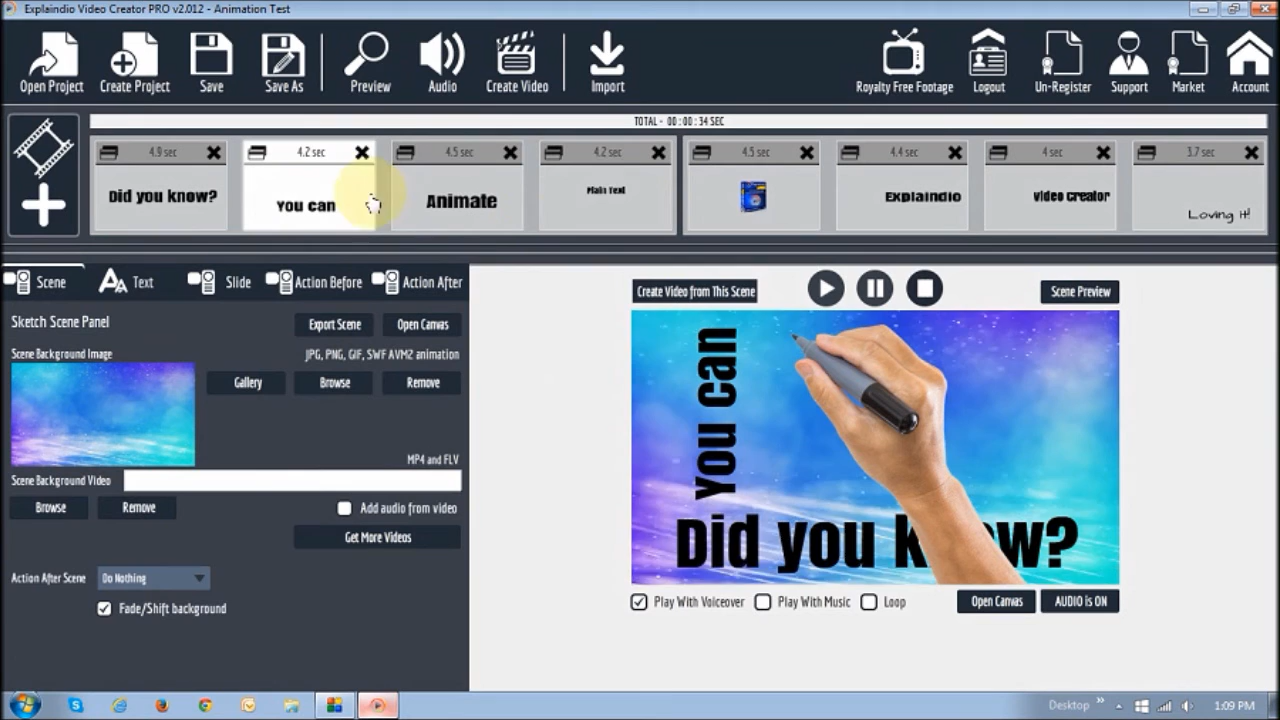 Explaindio Video Creator PRO v2.012 - Animation Test
Open Project Create Project Save Save As Preview Audio Create Video Import Royalty Free Footage Logout Un-Register Support Market Account
TOTAL - 00:00:34 SEC
4.9 sec 4.2 sec 4.5 sec 4.2 sec 4.5 sec 4.4 sec 4 sec 3.7 sec
Did you know? You can Animate Plain Text Explaindio Video Creator Loving It!
Scene Text Slide Action Before Action After
Create Video from This Scene Scene Preview
Sketch Scene Panel Export Scene Open Canvas
Scene Background Image JPG, PNG, GIF, SWF AVM2 animation
Gallery Browse Remove
MP4 and FLV
Scene Background Video
Browse Remove Add audio from video
Get More Videos
Action After Scene Do Nothing
Fade/Shift background
You can
Did you know?
Play With Voiceover Play With Music Loop Open Canvas AUDIO is ON
Desktop 1:09 PM